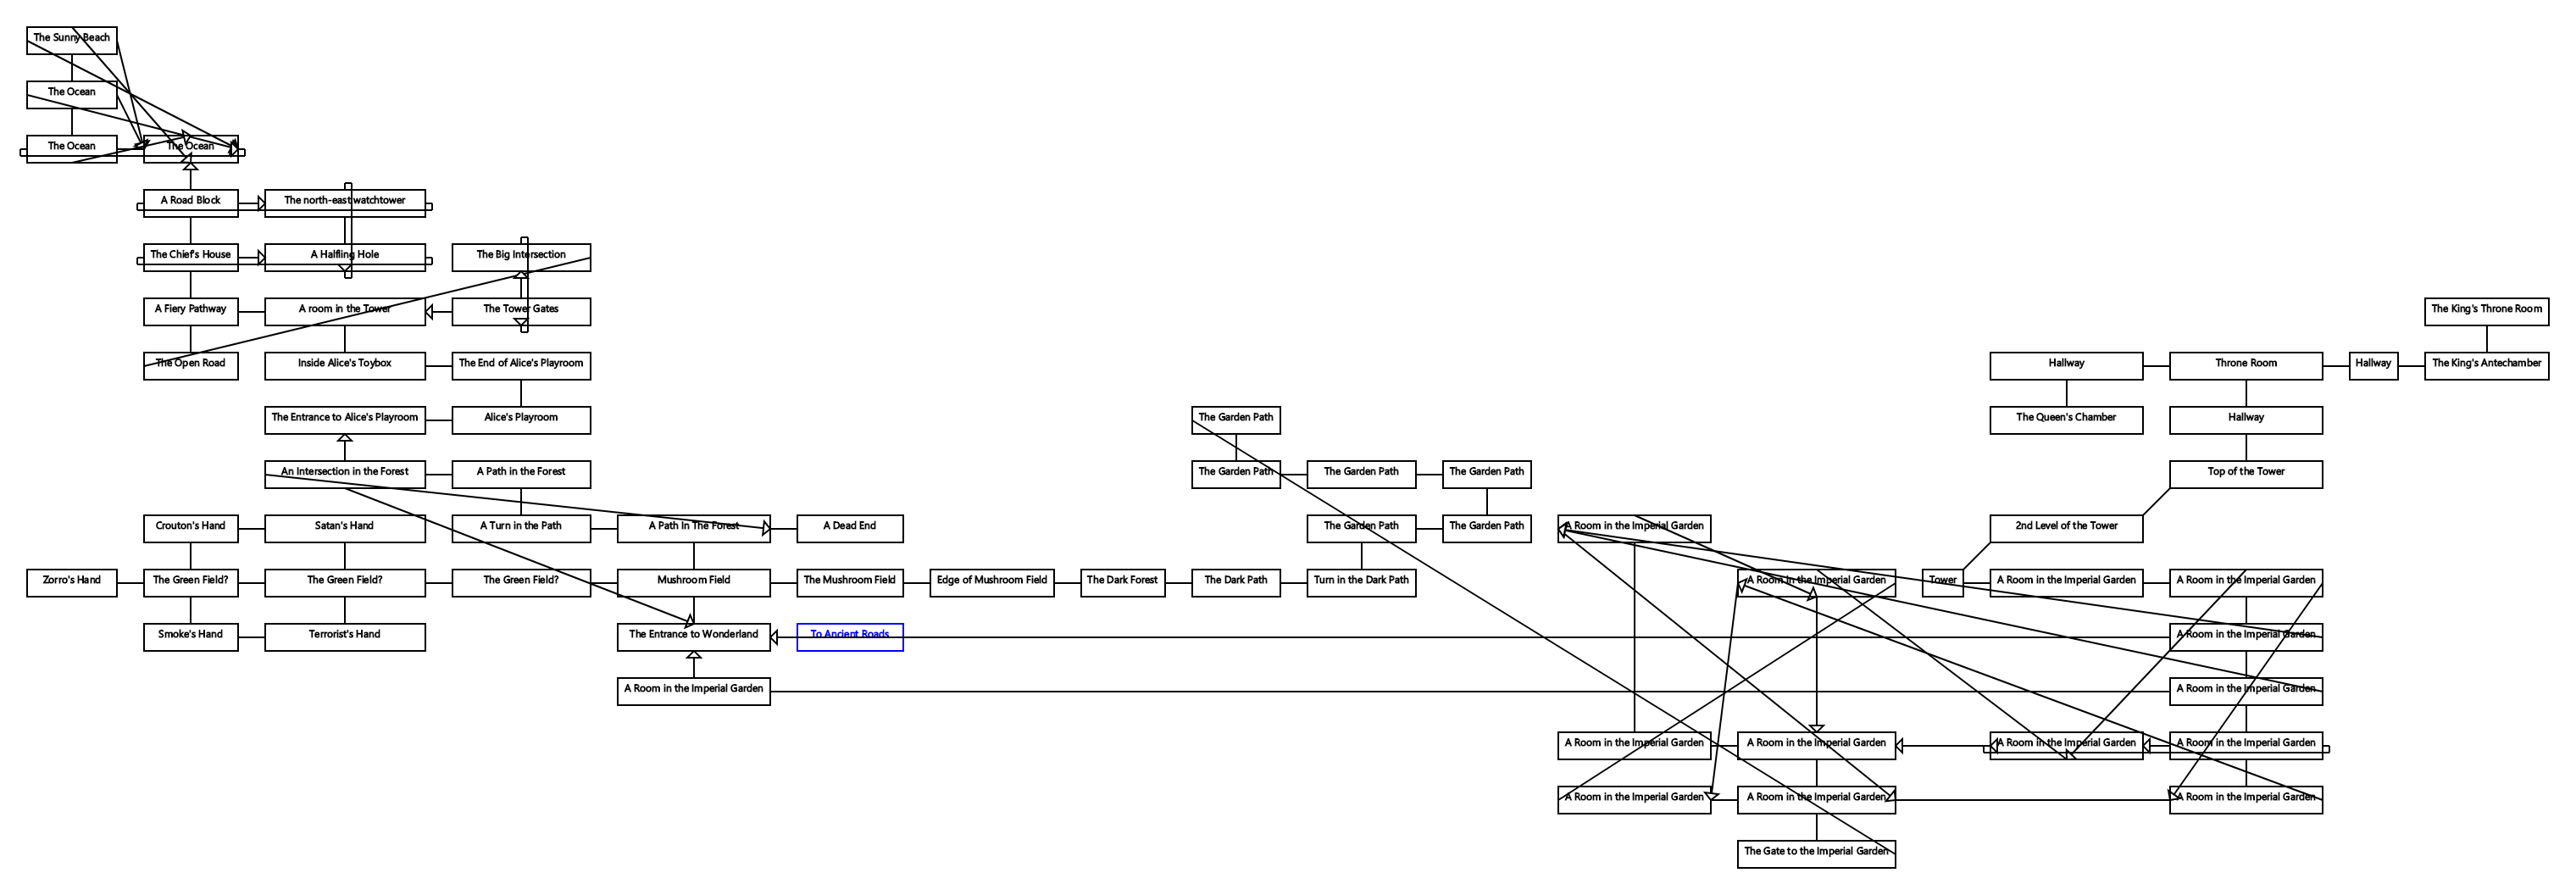 The Sunny Beach
The Ocean
The Ocean
The Ocean
A Road Block
The north-east watchtower
The Chief's House
A Halfling Hole
The Big Intersection
A Fiery Pathway
A room in the Tower
The Tower Gates
The King's Throne Room
The Open Road
Inside Alice's Toybox
The End of Alice's Playroom
Hallway
Throne Room
Hallway
The King's Antechamber
The Entrance to Alice's Playroom
Alice's Playroom
The Garden Path
The Queen's Chamber
Hallway
An Intersection in the Forest
A Path in the Forest
The Garden Path
The Garden Path
The Garden Path
Top of the Tower
Crouton's Hand
Satan's Hand
A Turn in the Path
A Path In The Forest
A Dead End
The Garden Path
The Garden Path
A Room in the Imperial Garden
2nd Level of the Tower
Zorro's Hand
The Green Field?
The Green Field?
The Green Field?
Mushroom Field
The Mushroom Field
Edge of Mushroom Field
The Dark Forest
The Dark Path
Turn in the Dark Path
A Room in the Imperial Garden
Tower
A Room in the Imperial Garden
A Room in the Imperial Garden
Smoke's Hand
Terrorist's Hand
The Entrance to Wonderland
To Ancient Roads
A Room in the Imperial Garden
A Room in the Imperial Garden
A Room in the Imperial Garden
A Room in the Imperial Garden
A Room in the Imperial Garden
A Room in the Imperial Garden
A Room in the Imperial Garden
A Room in the Imperial Garden
A Room in the Imperial Garden
A Room in the Imperial Garden
The Gate to the Imperial Garden